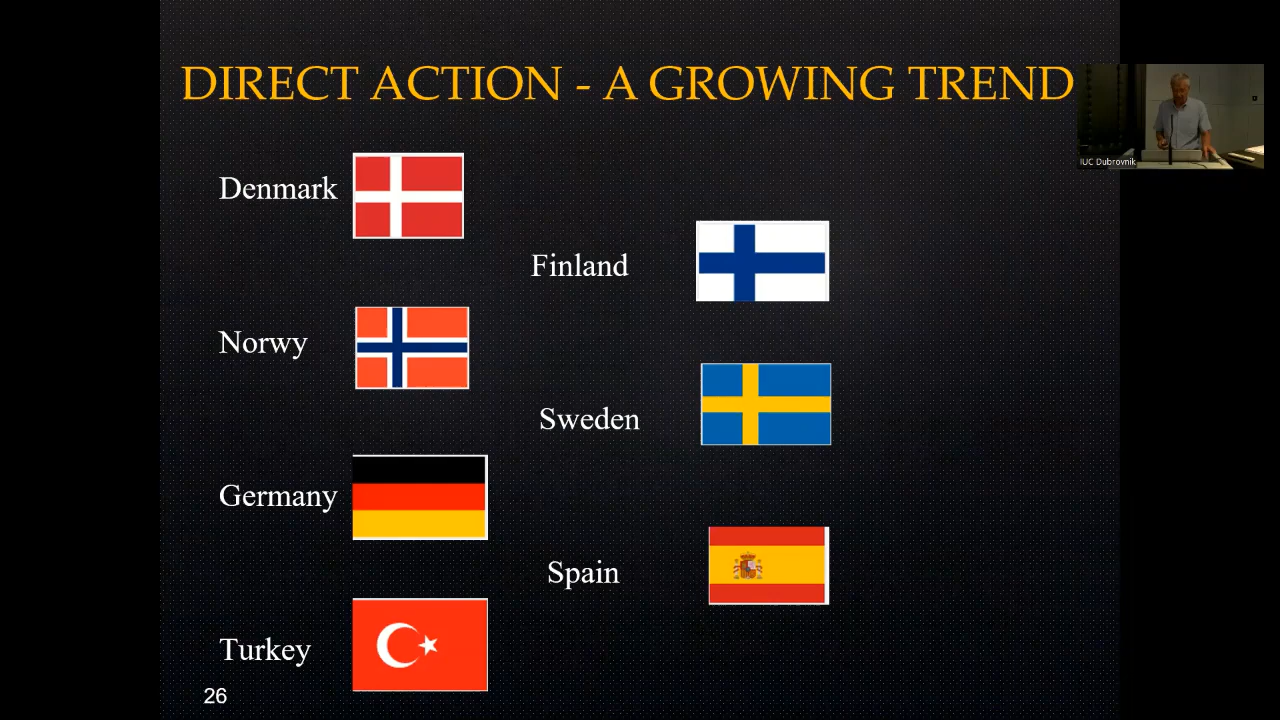 DIRECT ACTION - A GROWING TREND
IUC Dubrovnik
Denmark
Finland
Norwy
Sweden
Germany
Spain
Turkey
26